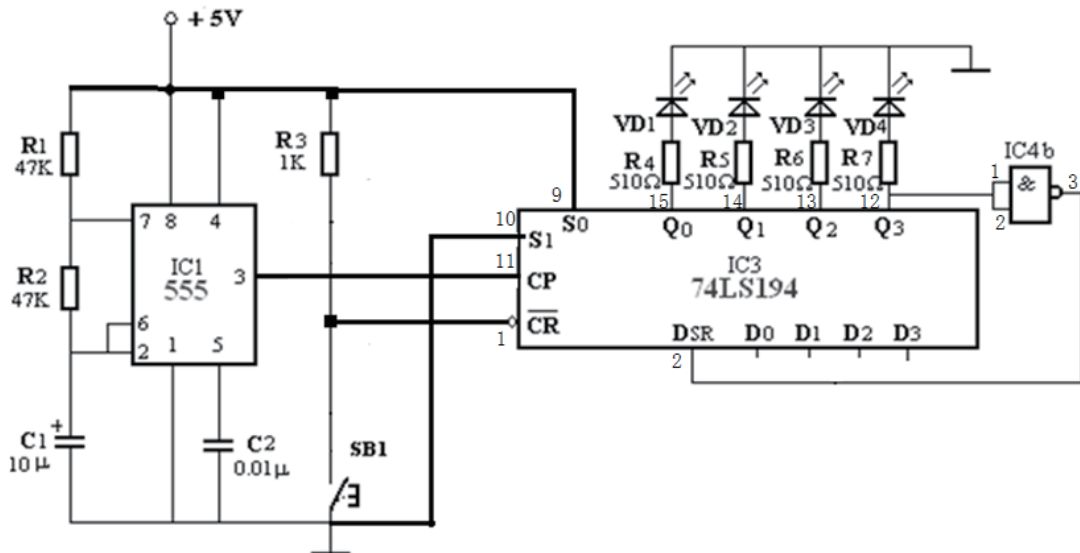 +5V
R1
47K
R3
1K
VD1
VD2
VD3
VD4
R4
510Ω
R5
510Ω
R6
510Ω
R7
510Ω
IC4b
1
2
&
3
9
15
14
13
12
10
S1
S0
Q0
Q1
Q2
Q3
7
8
4
R2
47K
IC1
555
3
11
CP
IC3
74LS194
6
2
1
5
1
CR
DSR
D0
D1
D2
D3
2
C1
10μ
+
C2
0.01μ
SB1